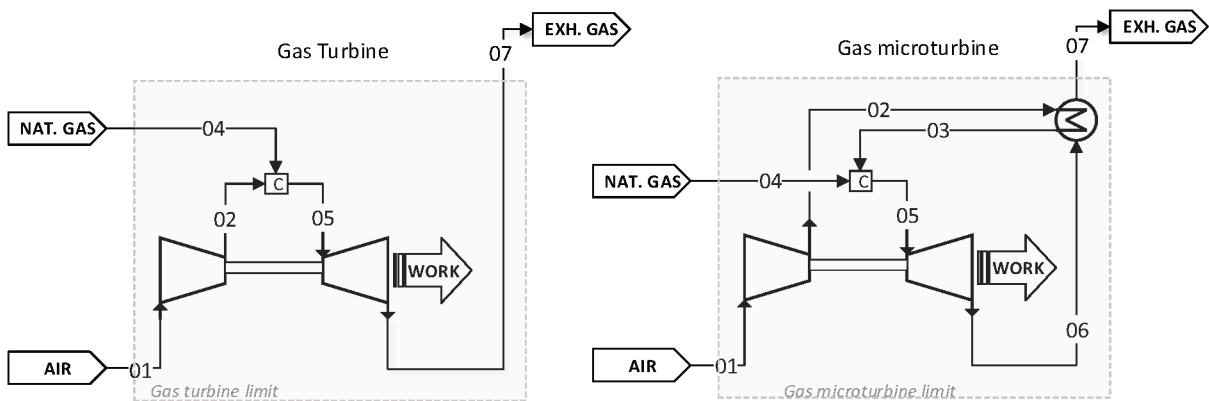 EXH. GAS
07
Gas Turbine
NAT. GAS
04
C
02
05
WORK
AIR
01
Gas turbine limit
EXH. GAS
07
Gas microturbine
02
03
NAT. GAS
04
C
05
WORK
06
AIR
01
Gas microturbine limit